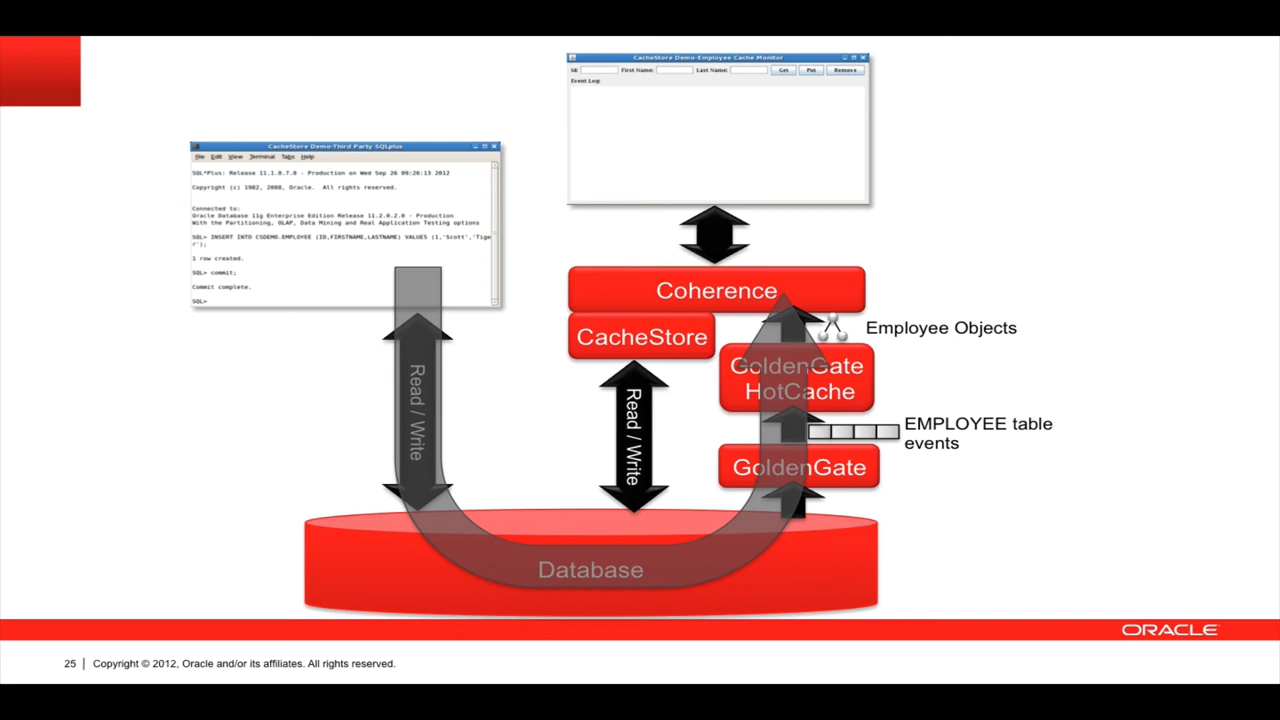 CacheStore Demo-Employee Cache Monitor
Id: First Name: Last Name: Get Put Remove
Event Log:
CacheStore Demo-Third Party SQLplus
File Edit View Terminal Tabs Help
SQL*Plus: Release 11.1.0.7.0 - Production on Wed Sep 26 09:26:13 2012
Copyright (c) 1982, 2008, Oracle. All rights reserved.
Connected to:
Oracle Database 11g Enterprise Edition Release 11.2.0.2.0 - Production
With the Partitioning, OLAP, Data Mining and Real Application Testing options
SQL> INSERT INTO CSDEMO.EMPLOYEE (ID,FIRSTNAME,LASTNAME) VALUES (1,'Scott','Tige
r');
1 row created.
SQL> commit;
Commit complete.
SQL>
Coherence
CacheStore
Employee Objects
GoldenGate
HotCache
Read / Write
Read / Write
EMPLOYEE table
events
GoldenGate
Database
ORACLE
25 | Copyright © 2012, Oracle and/or its affiliates. All rights reserved.